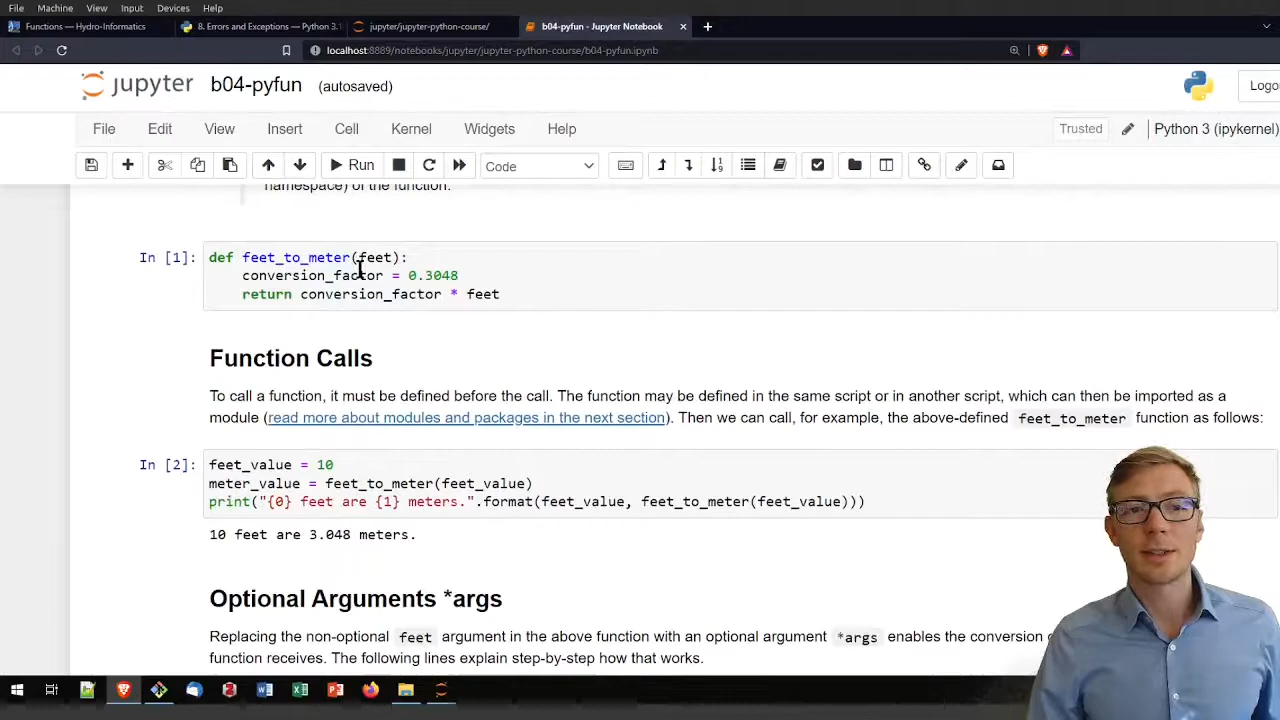 File Machine View Input Devices Help
Functions — Hydro-Informatics
8. Errors and Exceptions — Python 3.1
jupyter/jupyter-python-course/
b04-pyfun - Jupyter Notebook
localhost:8889/notebooks/jupyter/jupyter-python-course/b04-pyfun.ipynb
jupyter b04-pyfun (autosaved)
Logo
File Edit View Insert Cell Kernel Widgets Help
Trusted
Python 3 (ipykernel)
Run
Code
namespace) of the function.
In [1]: def feet_to_meter(feet):
conversion_factor = 0.3048
return conversion_factor * feet
Function Calls
To call a function, it must be defined before the call. The function may be defined in the same script or in another script, which can then be imported as a
module (read more about modules and packages in the next section). Then we can call, for example, the above-defined feet_to_meter function as follows:
In [2]: feet_value = 10
meter_value = feet_to_meter(feet_value)
print("{0} feet are {1} meters.".format(feet_value, feet_to_meter(feet_value)))
10 feet are 3.048 meters.
Optional Arguments *args
Replacing the non-optional feet argument in the above function with an optional argument *args enables the conversion
function receives. The following lines explain step-by-step how that works.